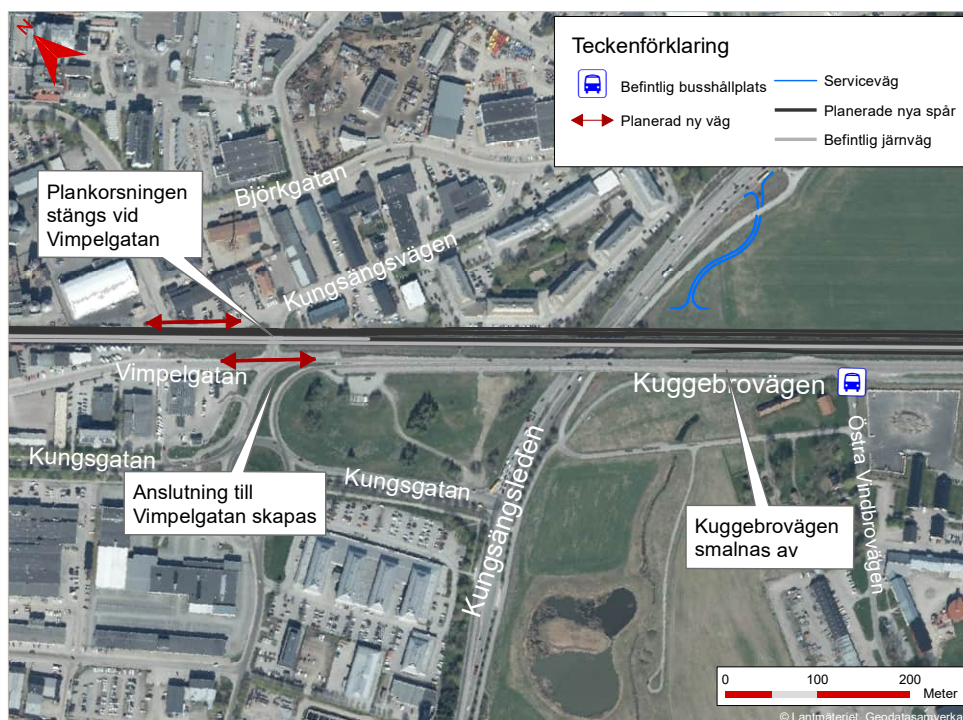 N
Teckenförklaring
Befintlig busshållplats
Planerad ny väg
Serviceväg
Planerade nya spår
Befintlig järnväg
Plankorsningen
stängs vid
Vimpelgatan
Björkgatan
Kungsängsvägen
Vimpelgatan
Kuggebrovägen
Kungsgatan
Kungsgatan
Anslutning till
Vimpelgatan skapas
Kungsängsleden
Östra Vindbrovägen
Kuggebrovägen
smalnas av
0 100 200
Meter
© Lantmäteriet, Geodatasamverka